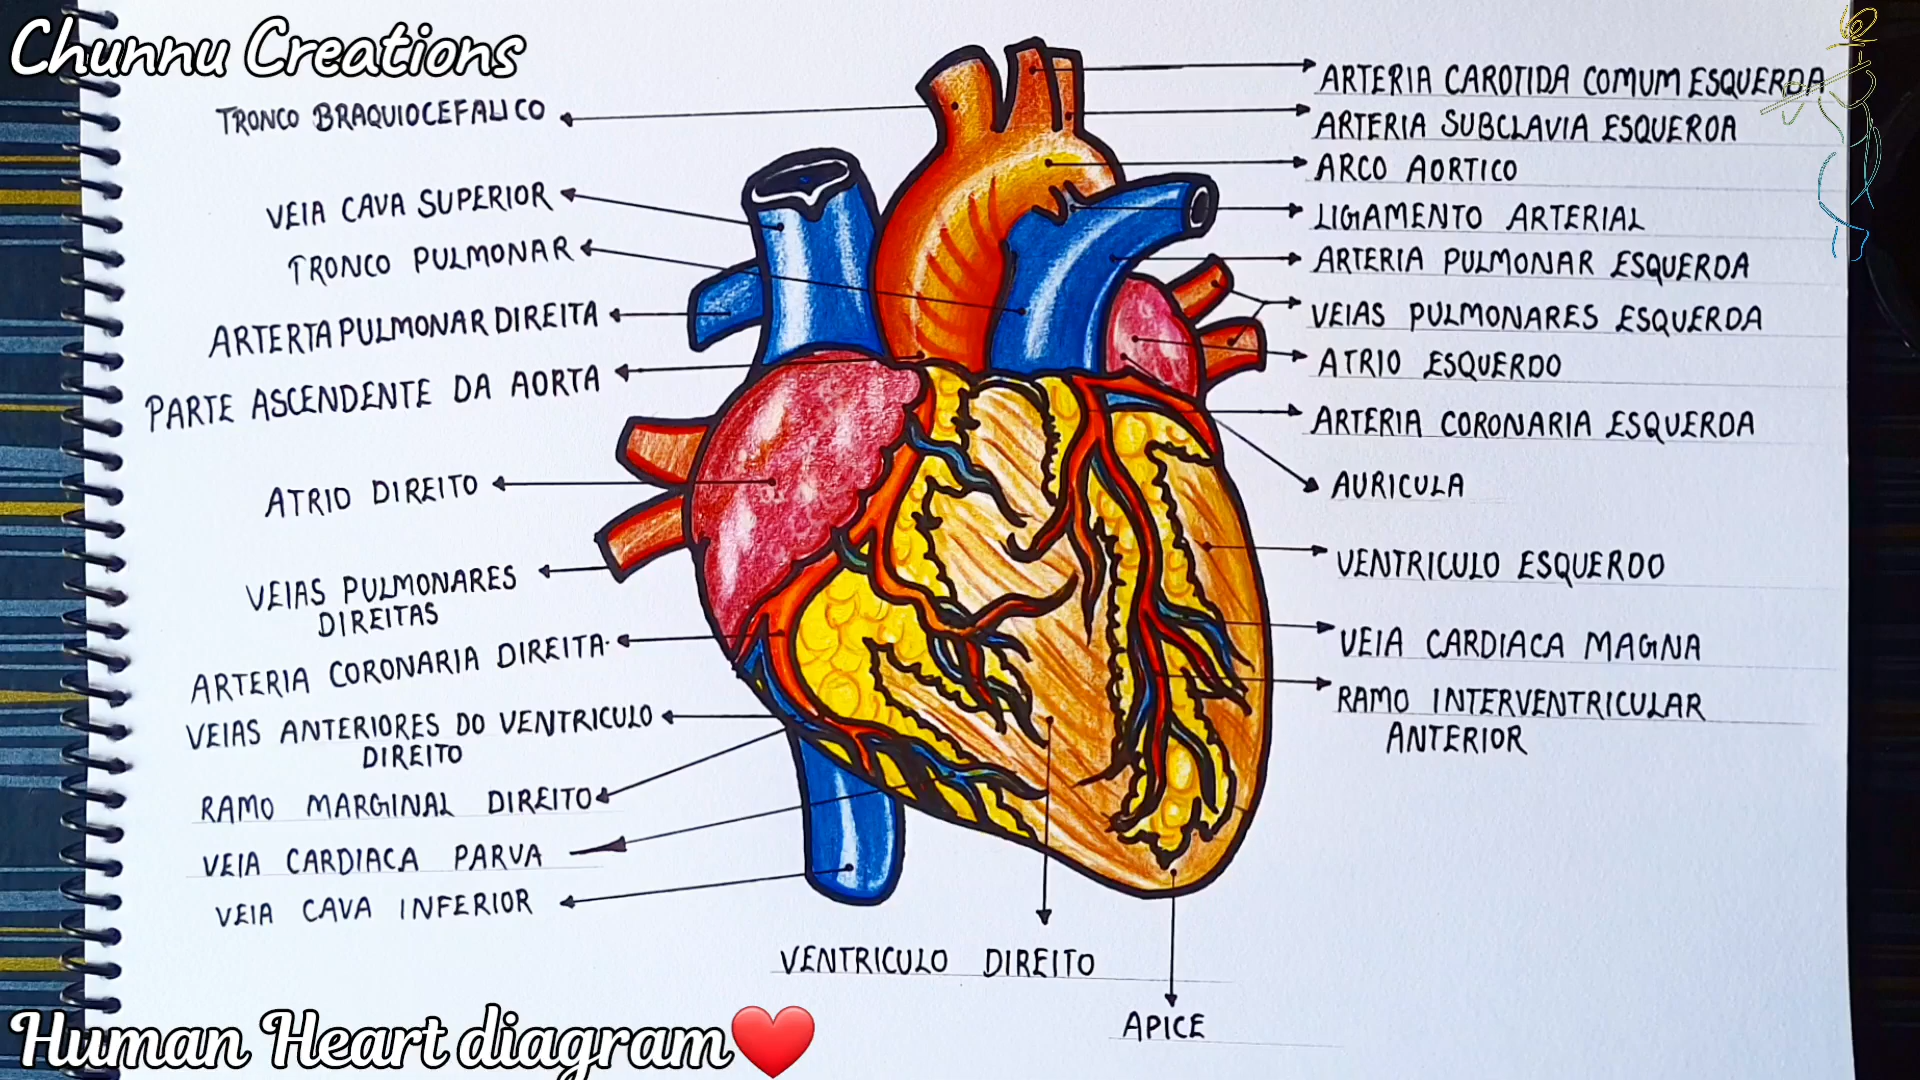 Chunnu Creations
TRONCO BRAQUIOCEFALICO
VEIA CAVA SUPERIOR
TRONCO PULMONAR
ARTERTA PULMONAR DIREITA
PARTE ASCENDENTE DA AORTA
ATRIO DIREITO
VEIAS PULMONARES
DIREITAS
ARTERIA CORONARIA DIREITA
VEIAS ANTERIORES DO VENTRICULO
DIREITO
RAMO MARGINAL DIREITO
VEIA CARDIACA PARVA
VEIA CAVA INFERIOR
ARTERIA CAROTIDA COMUM ESQUERDA
ARTERIA SUBCLAVIA ESQUEROA
ARCO AORTICO
LIGAMENTO ARTERIAL
ARTERIA PULMONAR ESQUERDA
VEIAS PULMONARES ESQUERDA
ATRIO ESQUERDO
ARTERIA CORONARIA ESQUERDA
AURICULA
VENTRICULO ESQUERDO
VEIA CARDIACA MAGNA
RAMO INTERVENTRICULAR
ANTERIOR
VENTRICULO DIREITO
APICE
Human Heart diagram❤️